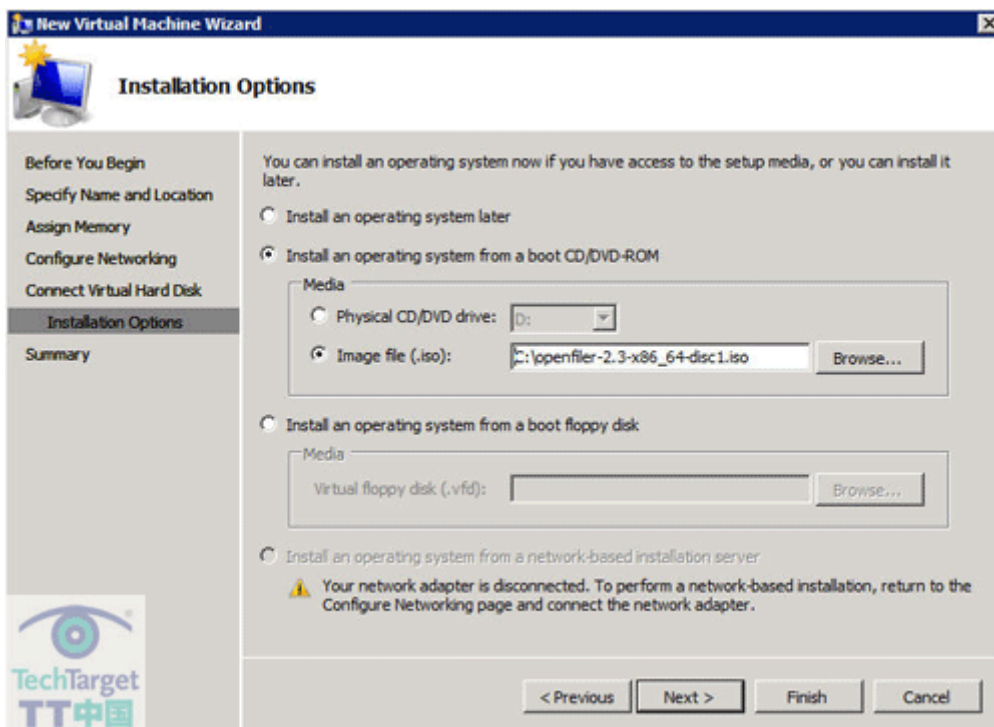 New Virtual Machine Wizard
Installation Options
Before You Begin
Specify Name and Location
Assign Memory
Configure Networking
Connect Virtual Hard Disk
Installation Options
Summary
You can install an operating system now if you have access to the setup media, or you can install it
later.
Install an operating system later
Install an operating system from a boot CD/DVD-ROM
Media
Physical CD/DVD drive: D:
Image file (.iso): C:\openfiler-2.3-x86_64-disc1.iso Browse...
Install an operating system from a boot floppy disk
Media
Virtual floppy disk (.vfd): Browse...
Install an operating system from a network-based installation server
Your network adapter is disconnected. To perform a network-based installation, return to the
Configure Networking page and connect the network adapter.
< Previous Next > Finish Cancel
TechTarget
TT中国